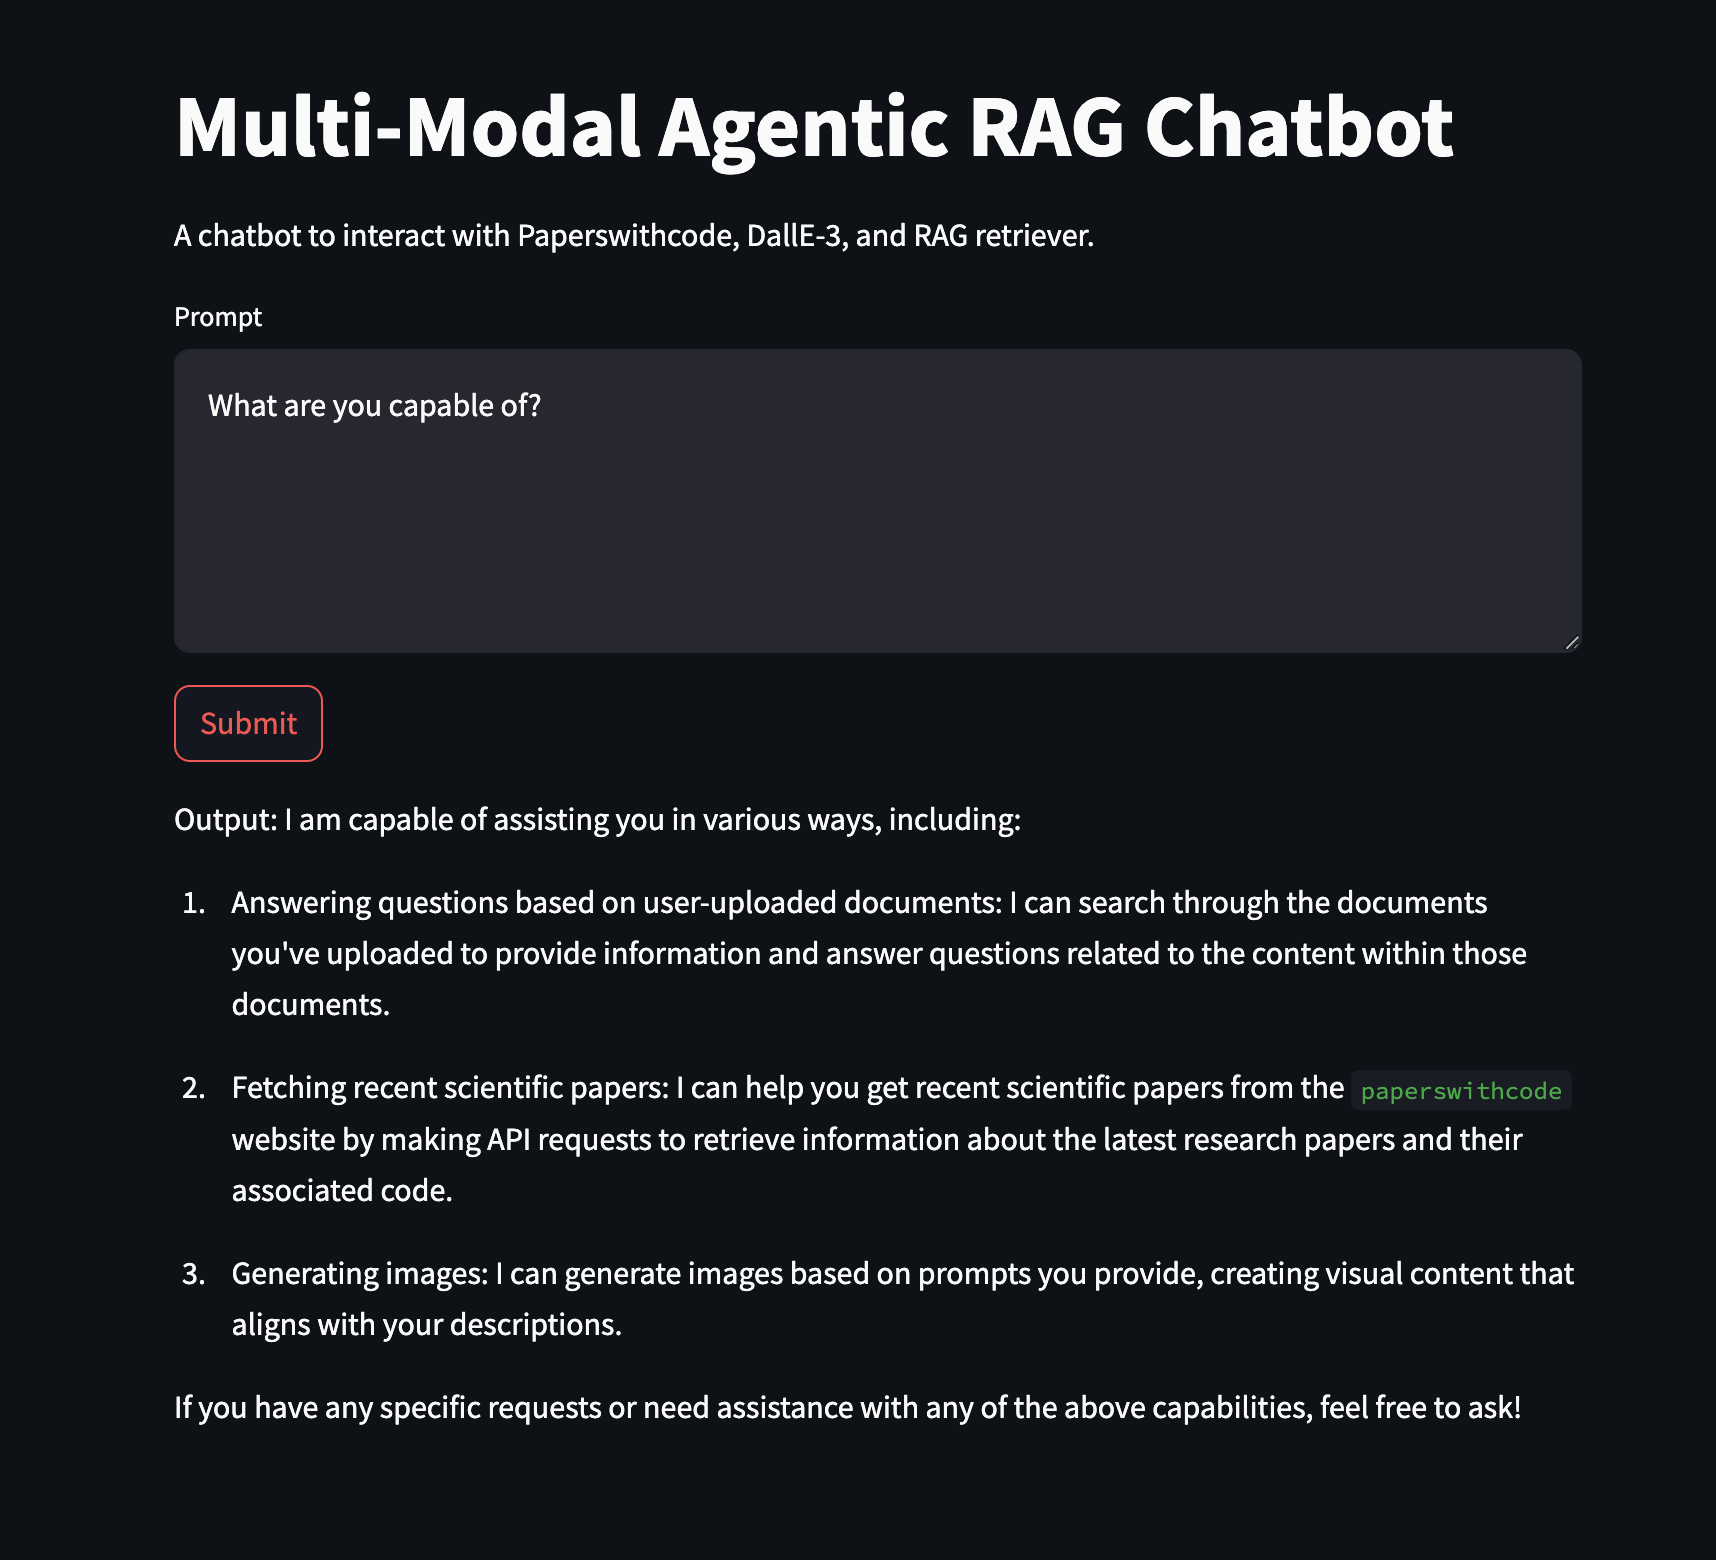 Multi-Modal Agentic RAG Chatbot
A chatbot to interact with Paperswithcode, DallE-3, and RAG retriever.
Prompt
What are you capable of?
Submit
Output: I am capable of assisting you in various ways, including:
1. Answering questions based on user-uploaded documents: I can search through the documents
you've uploaded to provide information and answer questions related to the content within those
documents.
2. Fetching recent scientific papers: I can help you get recent scientific papers from the paperswithcode
website by making API requests to retrieve information about the latest research papers and their
associated code.
3. Generating images: I can generate images based on prompts you provide, creating visual content that
aligns with your descriptions.
If you have any specific requests or need assistance with any of the above capabilities, feel free to ask!